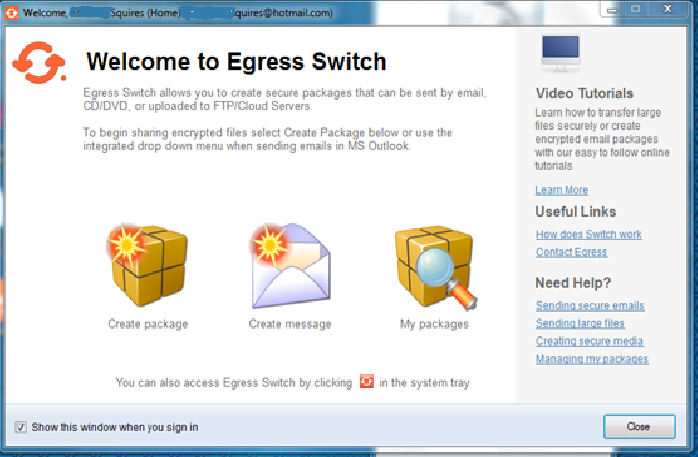 Welcome, Squires (Home) quires@hotmail.com)
Welcome to Egress Switch
Egress Switch allows you to create secure packages that can be sent by email,
CD/DVD, or uploaded to FTP/Cloud Servers.
To begin sharing encrypted files select Create Package below or use the
integrated drop down menu when sending emails in MS Outlook.
Create package
Create message
My packages
You can also access Egress Switch by clicking in the system tray
Show this window when you sign in
Video Tutorials
Learn how to transfer large
files securely or create
encrypted email packages
with our easy to follow online
tutorials
Learn More
Useful Links
How does Switch work
Contact Egress
Need Help?
Sending secure emails
Sending large files
Creating secure media
Managing my packages
Close